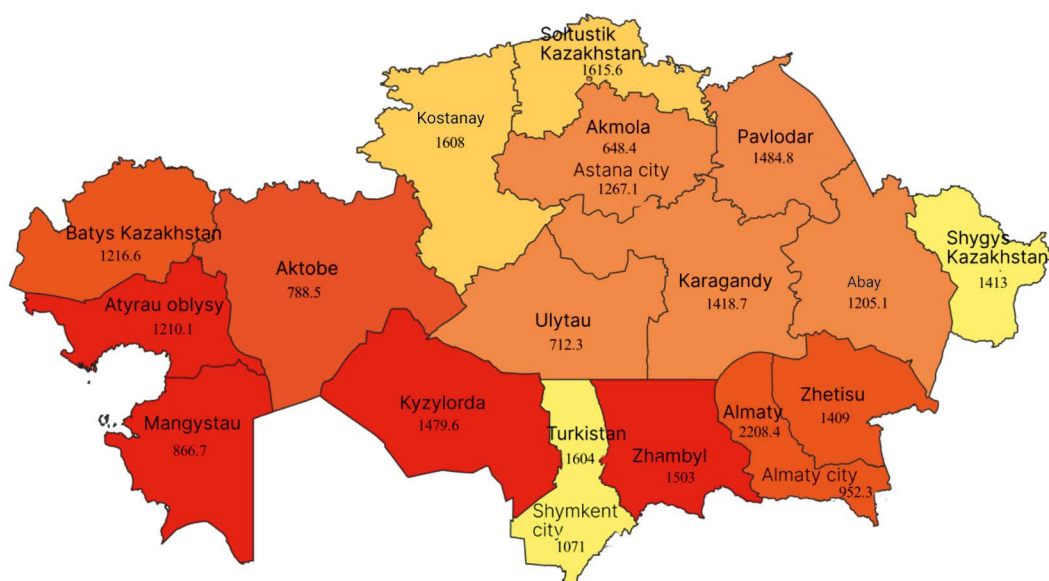 Soltustik
Kazakhstan
1615.6
Kostanay
1608
Akmola
648.4
Astana city
1267.1
Pavlodar
1484.8
Batys Kazakhstan
1216.6
Aktobe
788.5
Atyrau oblysy
1210.1
Shygys
Kazakhstan
1413
Karagandy
1418.7
Abay
1205.1
Ulytau
712.3
Mangystau
866.7
Kyzylorda
1479.6
Turkistan
1604
Zhambyl
1503
Almaty
2208.4
Zhetisu
1409
Almaty city
952.3
Shymkent
city
1071